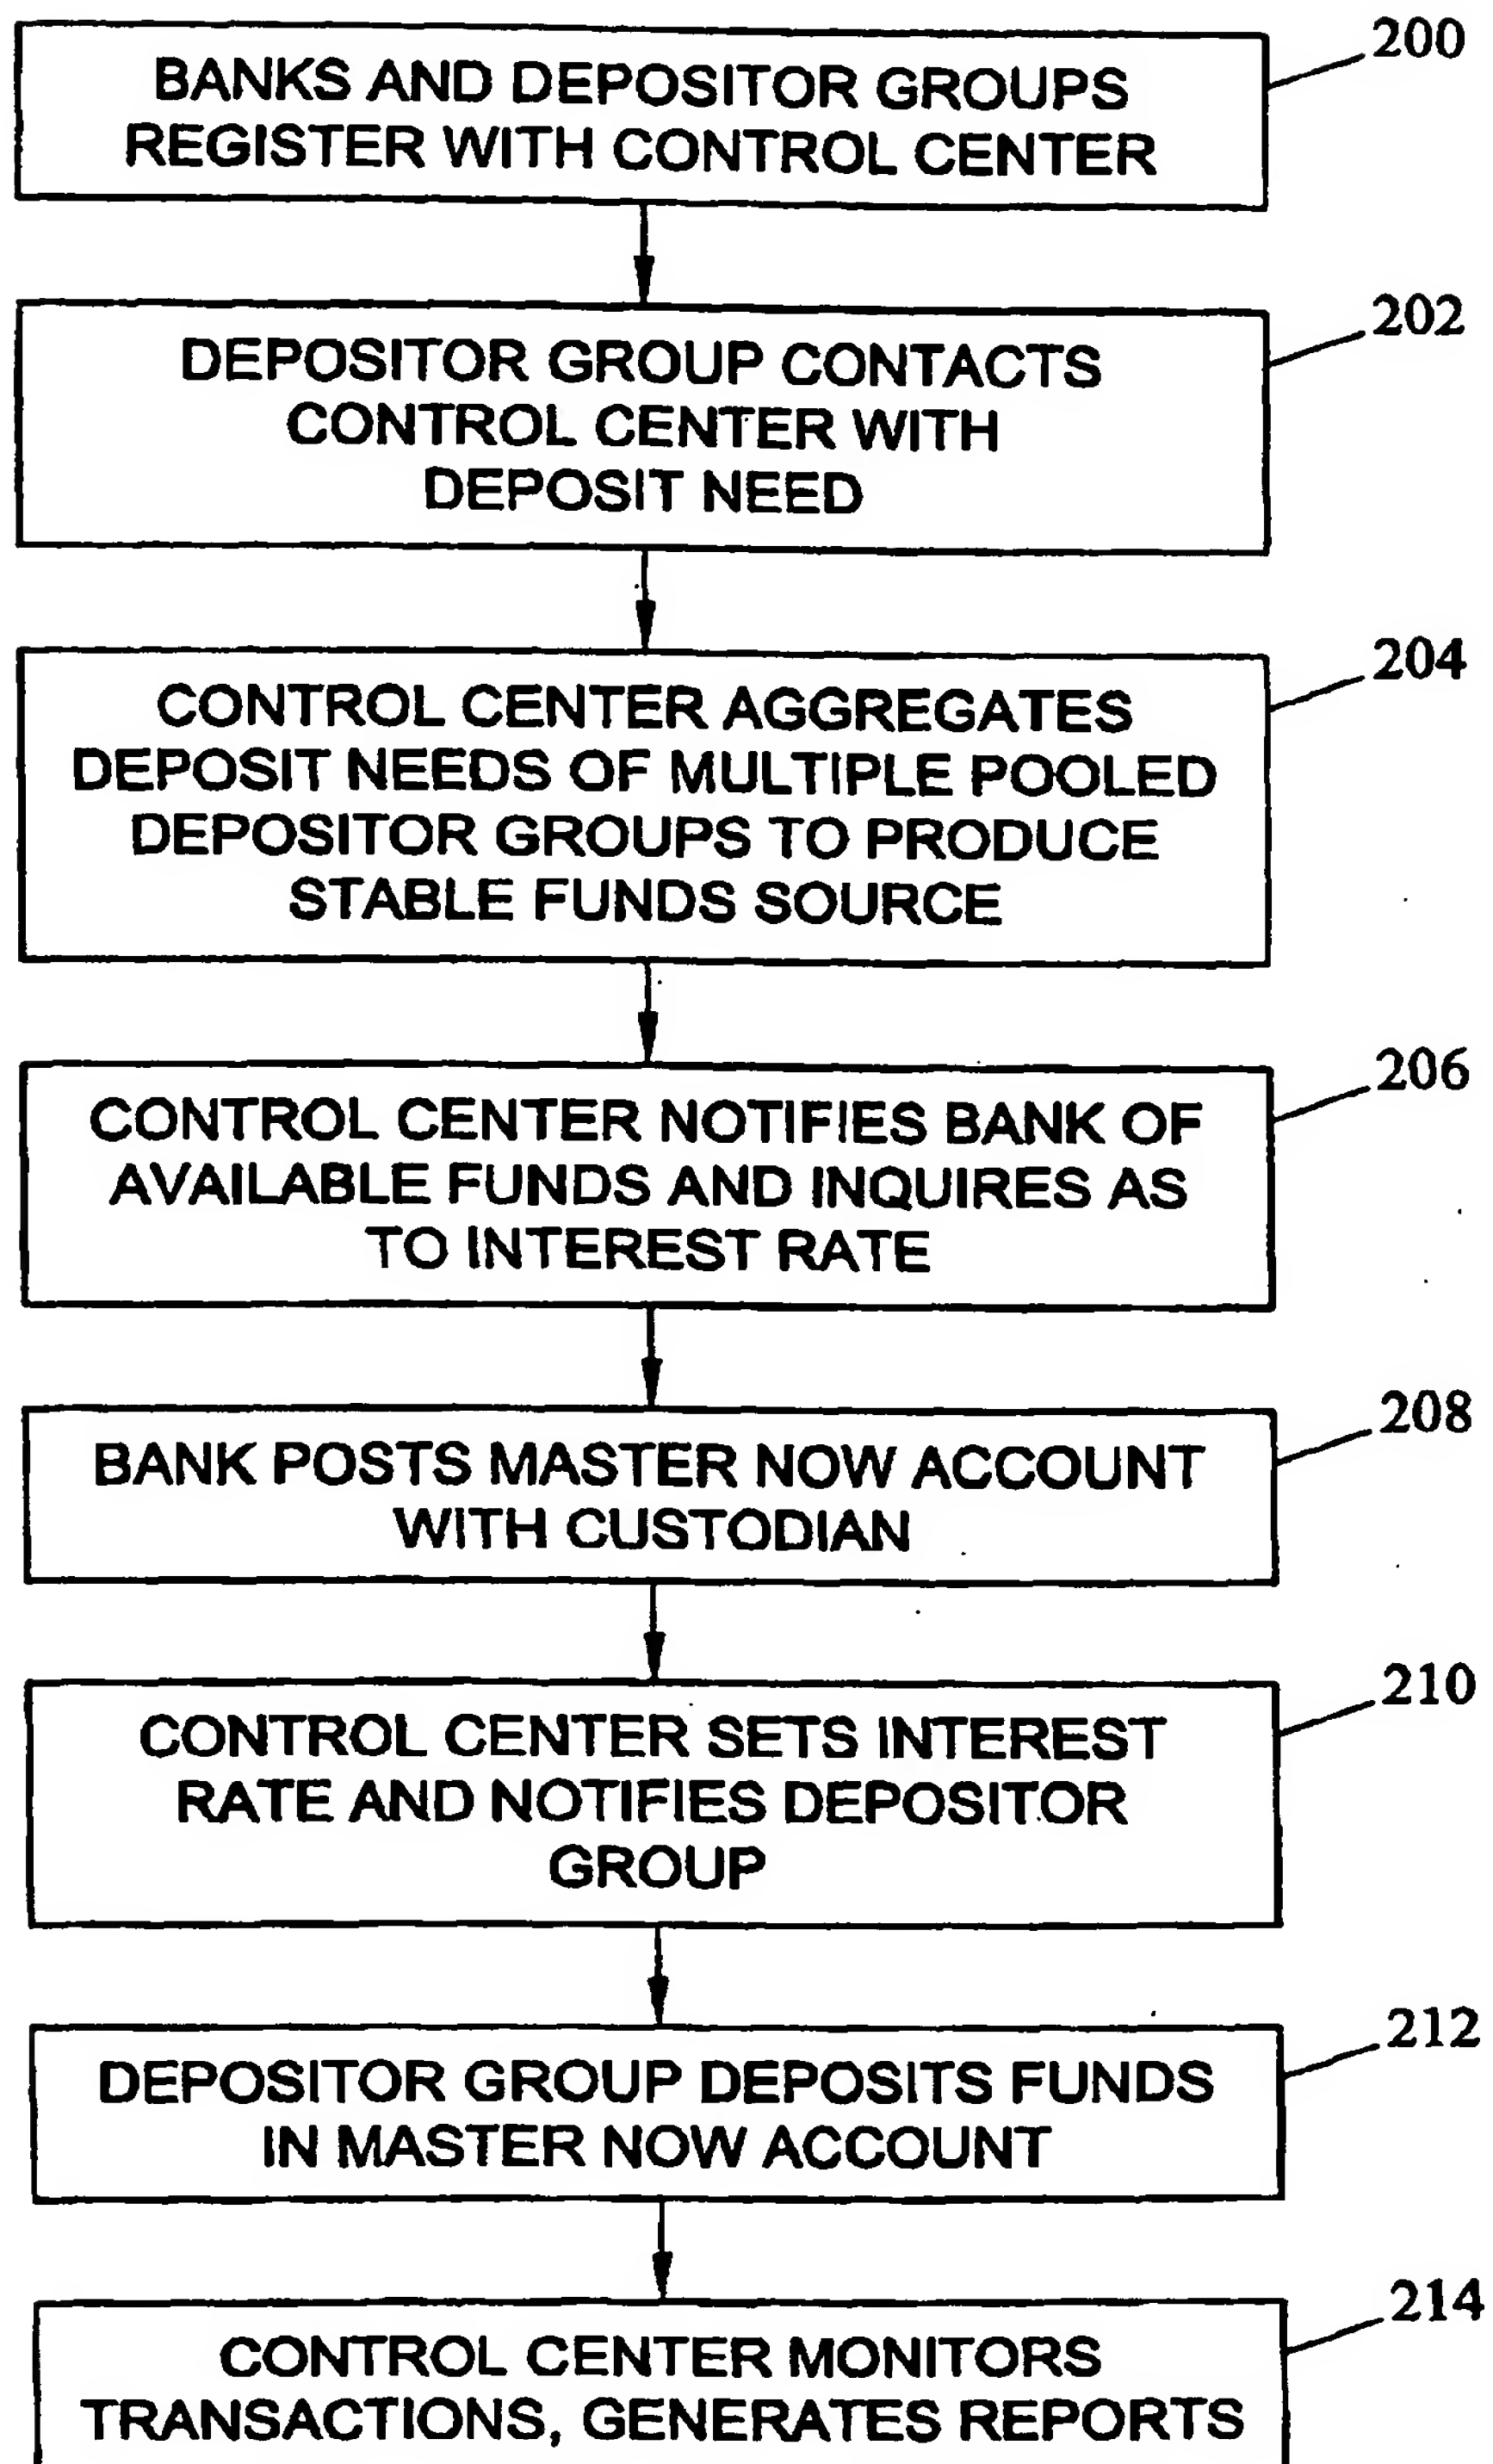 200
BANKS AND DEPOSITOR GROUPS
REGISTER WITH CONTROL CENTER
202
DEPOSITOR GROUP CONTACTS
CONTROL CENTER WITH
DEPOSIT NEED
204
CONTROL CENTER AGGREGATES
DEPOSIT NEEDS OF MULTIPLE POOLED
DEPOSITOR GROUPS TO PRODUCE
STABLE FUNDS SOURCE
206
CONTROL CENTER NOTIFIES BANK OF
AVAILABLE FUNDS AND INQUIRES AS
TO INTEREST RATE
208
BANK POSTS MASTER NOW ACCOUNT
WITH CUSTODIAN
210
CONTROL CENTER SETS INTEREST
RATE AND NOTIFIES DEPOSITOR
GROUP
212
DEPOSITOR GROUP DEPOSITS FUNDS
IN MASTER NOW ACCOUNT
214
CONTROL CENTER MONITORS
TRANSACTIONS, GENERATES REPORTS